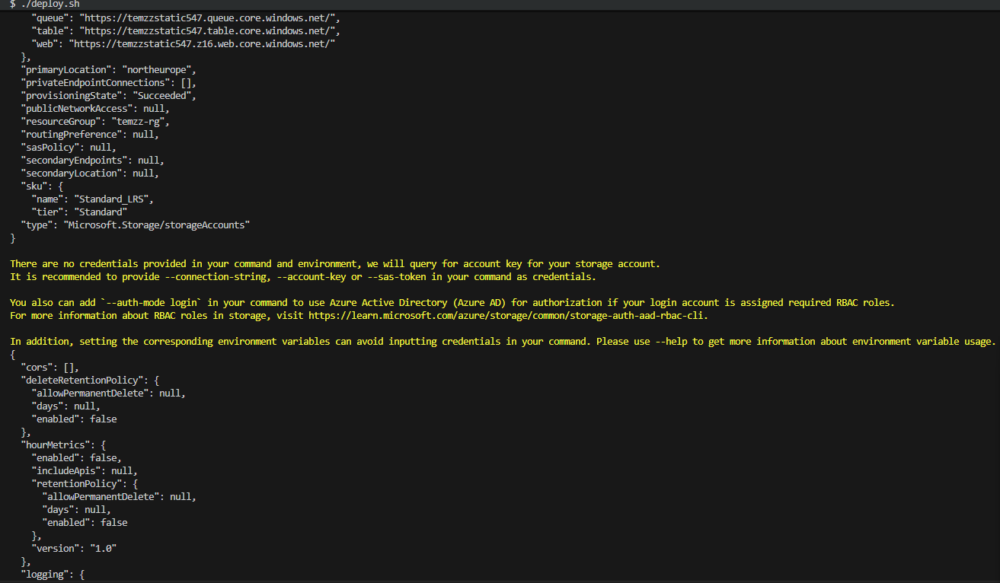 $ ./deploy.sh
    "queue": "https://temzzstatic547.queue.core.windows.net/",
    "table": "https://temzzstatic547.table.core.windows.net/",
    "web": "https://temzzstatic547.z16.web.core.windows.net/"
  },
  "primaryLocation": "northeurope",
  "privateEndpointConnections": [],
  "provisioningState": "Succeeded",
  "publicNetworkAccess": null,
  "resourceGroup": "temzz-rg",
  "routingPreference": null,
  "sasPolicy": null,
  "secondaryEndpoints": null,
  "secondaryLocation": null,
  "sku": {
    "name": "Standard_LRS",
    "tier": "Standard"
  "type": "Microsoft.Storage/storageAccounts"
}
There are no credentials provided in your command and environment, we will query for account key for your storage account.
It is recommended to provide --connection-string, --account-key or --sas-token in your command as credentials.
You also can add `--auth-mode login` in your command to use Azure Active Directory (Azure AD) for authorization if your login account is assigned required RBAC roles.
For more information about RBAC roles in storage, visit https://learn.microsoft.com/azure/storage/common/storage-auth-aad-rbac-cli.
In addition, setting the corresponding environment variables can avoid inputting credentials in your command. Please use --help to get more information about environment variable usage.
{
  "cors": [],
  "deleteRetentionPolicy": {
    "allowPermanentDelete": null,
    "days": null,
    "enabled": false
  },
  "hourMetrics": {
    "enabled": false,
    "includeApis": null,
    "retentionPolicy": {
      "allowPermanentDelete": null,
      "days": null,
      "enabled": false
    },
    "version": "1.0"
  },
  "logging": {